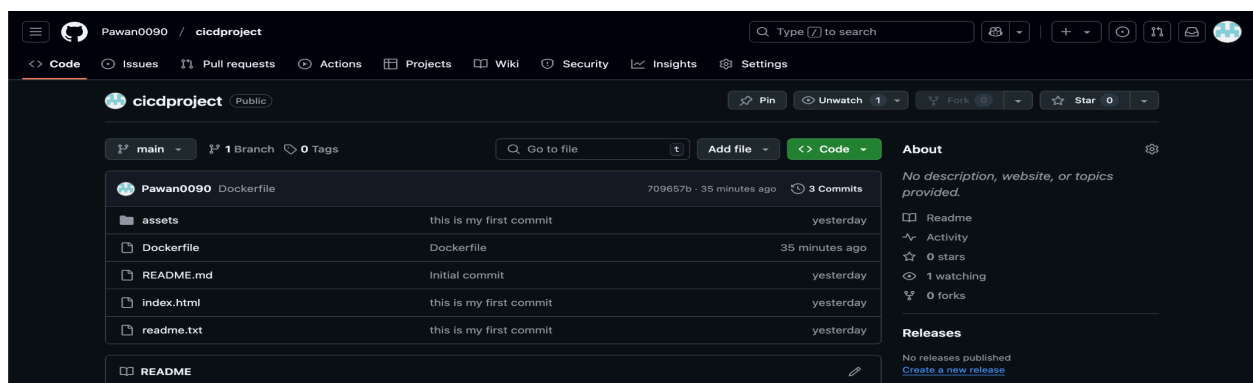 Pawan0090 / cicdproject
Type / to search
<> Code Issues Pull requests Actions Projects Wiki Security Insights Settings
cicdproject Public
Pin Unwatch 1 Fork 0 Star 0
main 1 Branch 0 Tags Go to file t Add file <> Code
Pawan0090 Dockerfile 709657b · 35 minutes ago 3 Commits
assets this is my first commit yesterday
Dockerfile Dockerfile 35 minutes ago
README.md Initial commit yesterday
index.html this is my first commit yesterday
readme.txt this is my first commit yesterday
README
About
No description, website, or topics
provided.
Readme
Activity
0 stars
1 watching
0 forks
Releases
No releases published
Create a new release